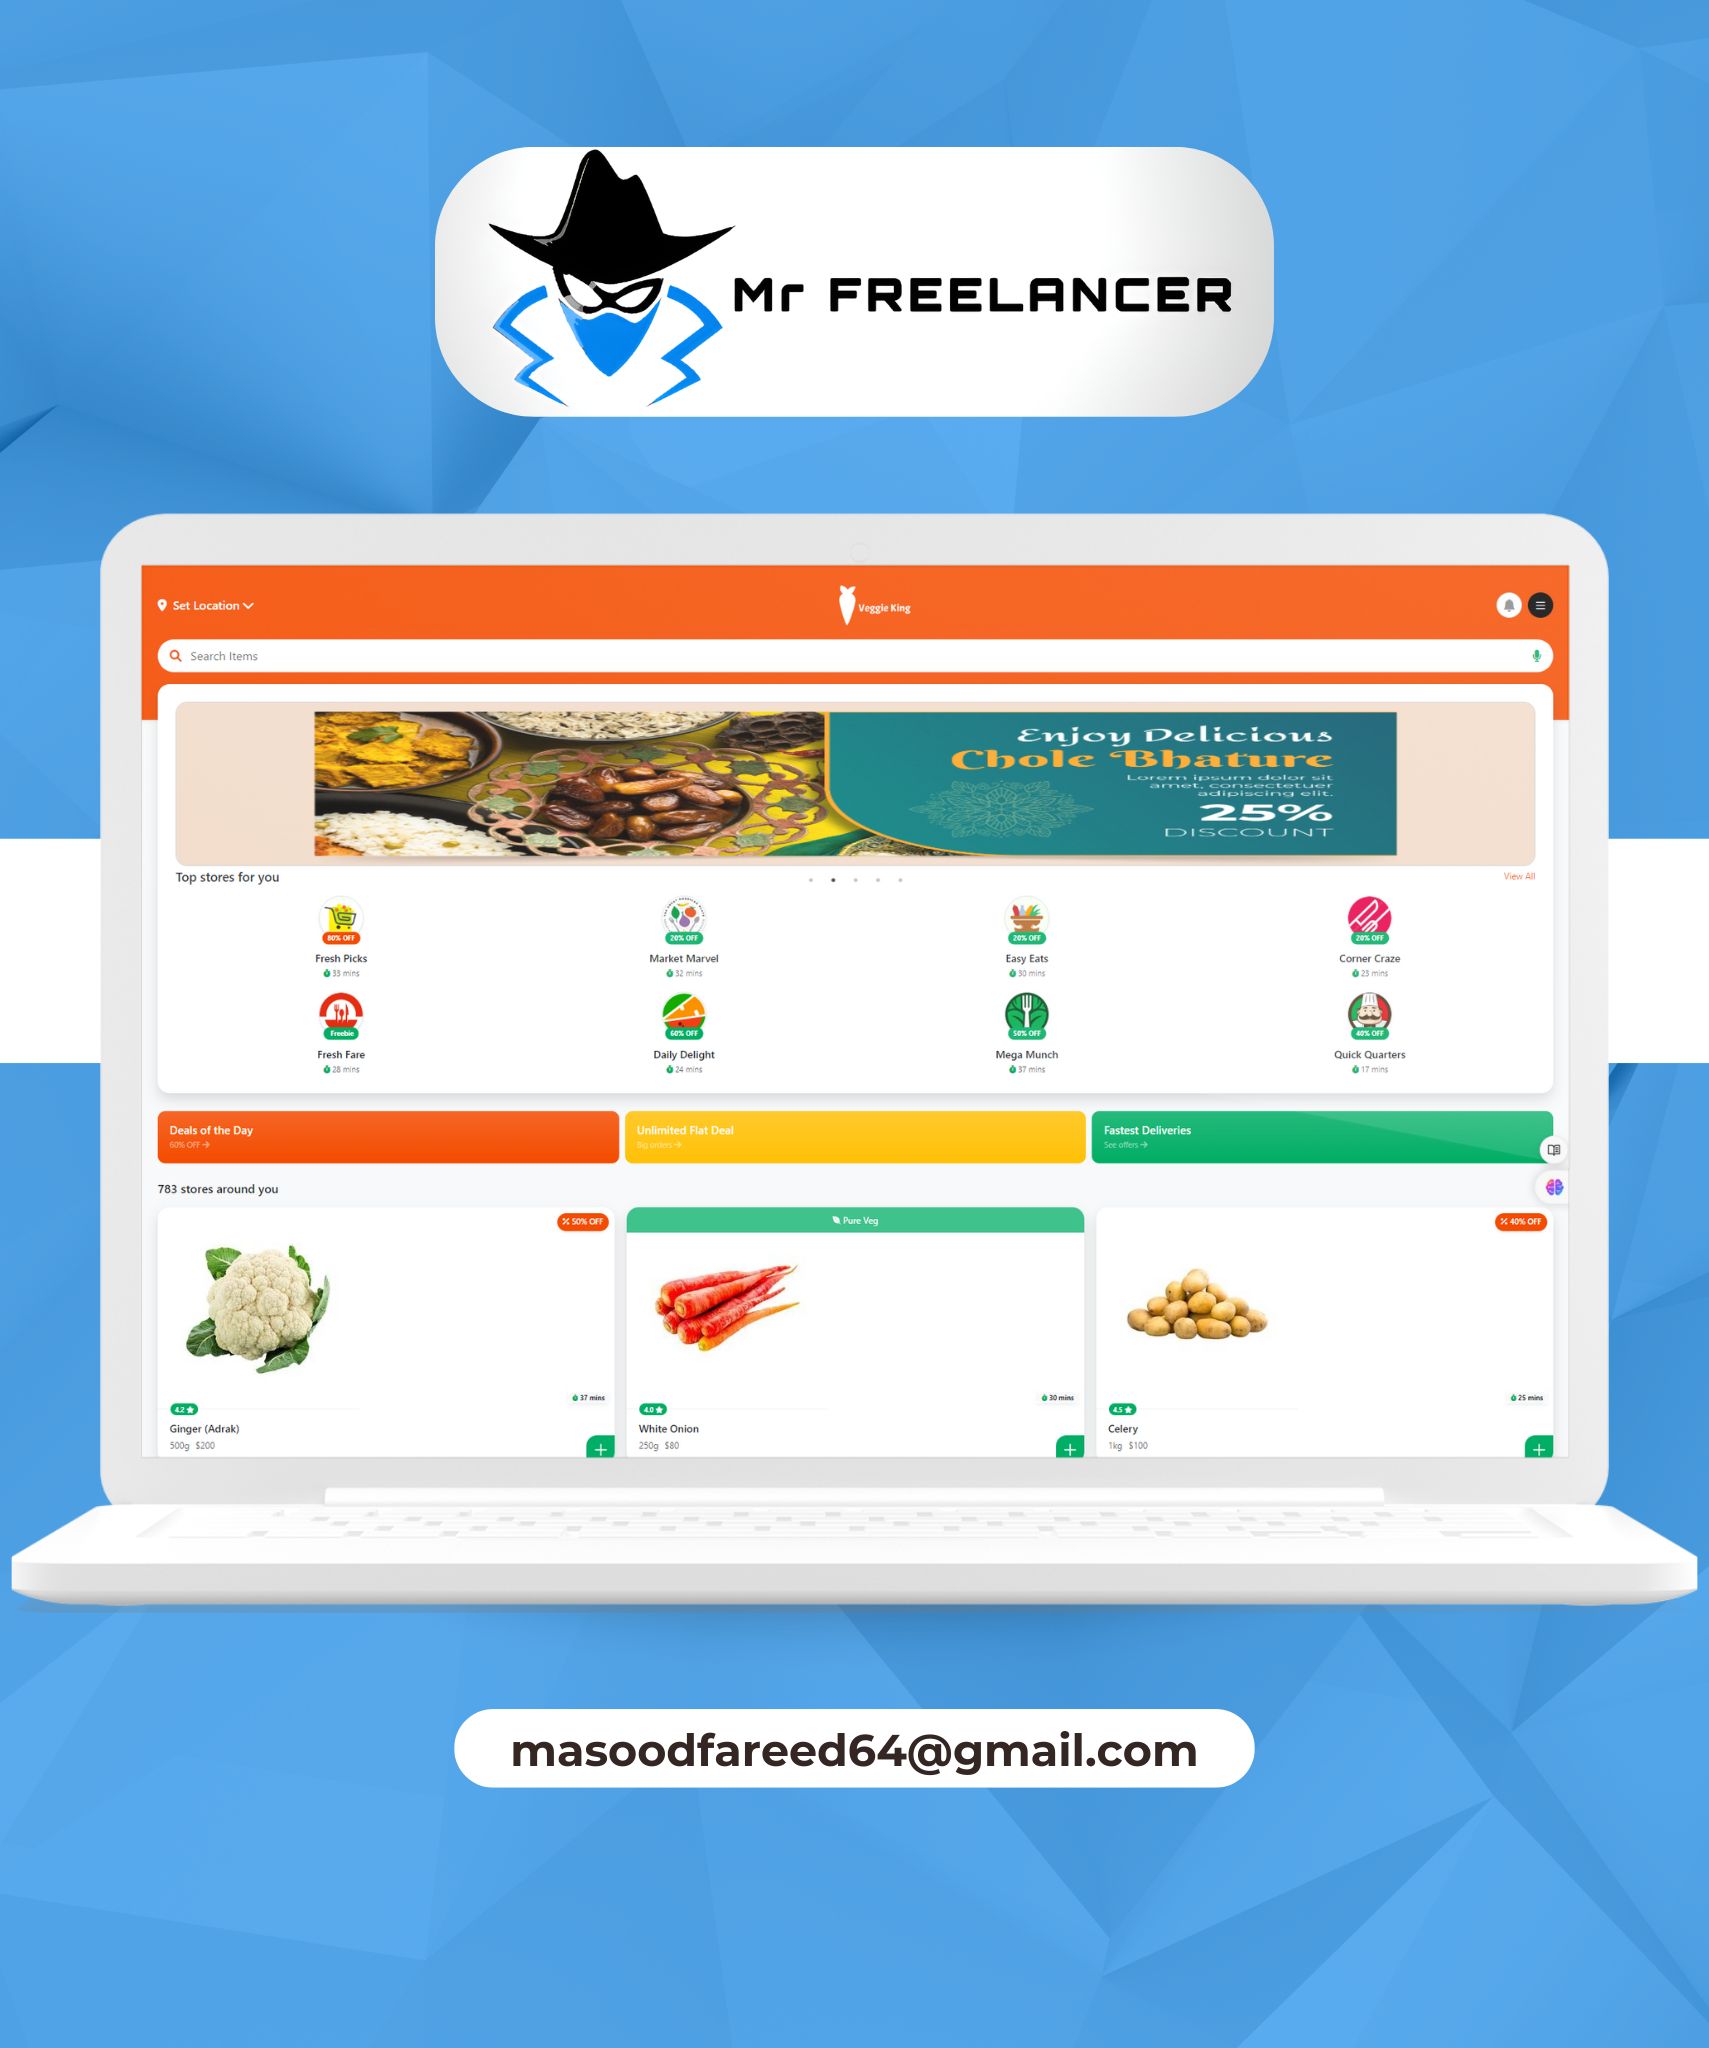 Mr FREELANCER
Set Location
Veggie King
Search Items
Enjoy Delicious
Chole Bhature
Lorem ipsum dolor sit
amet, consectetuer
adipiscing elit.
25%
DISCOUNT
Top stores for you
View All
80% OFF
20% OFF
20% OFF
20% OFF
Fresh Picks
Market Marvel
Easy Eats
Corner Craze
33 mins
32 mins
30 mins
23 mins
Freebie
60% OFF
50% OFF
40% OFF
Fresh Fare
Daily Delight
Mega Munch
Quick Quarters
28 mins
24 mins
37 mins
17 mins
Deals of the Day
60% OFF
Unlimited Flat Deal
Big orders
Fastest Deliveries
See offers
783 stores around you
50% OFF
37 mins
4.2
Ginger (Adrak)
500g $200
Pure Veg
30 mins
4.0
White Onion
250g $80
40% OFF
25 mins
4.5
Celery
1kg $100
masoodfareed64@gmail.com